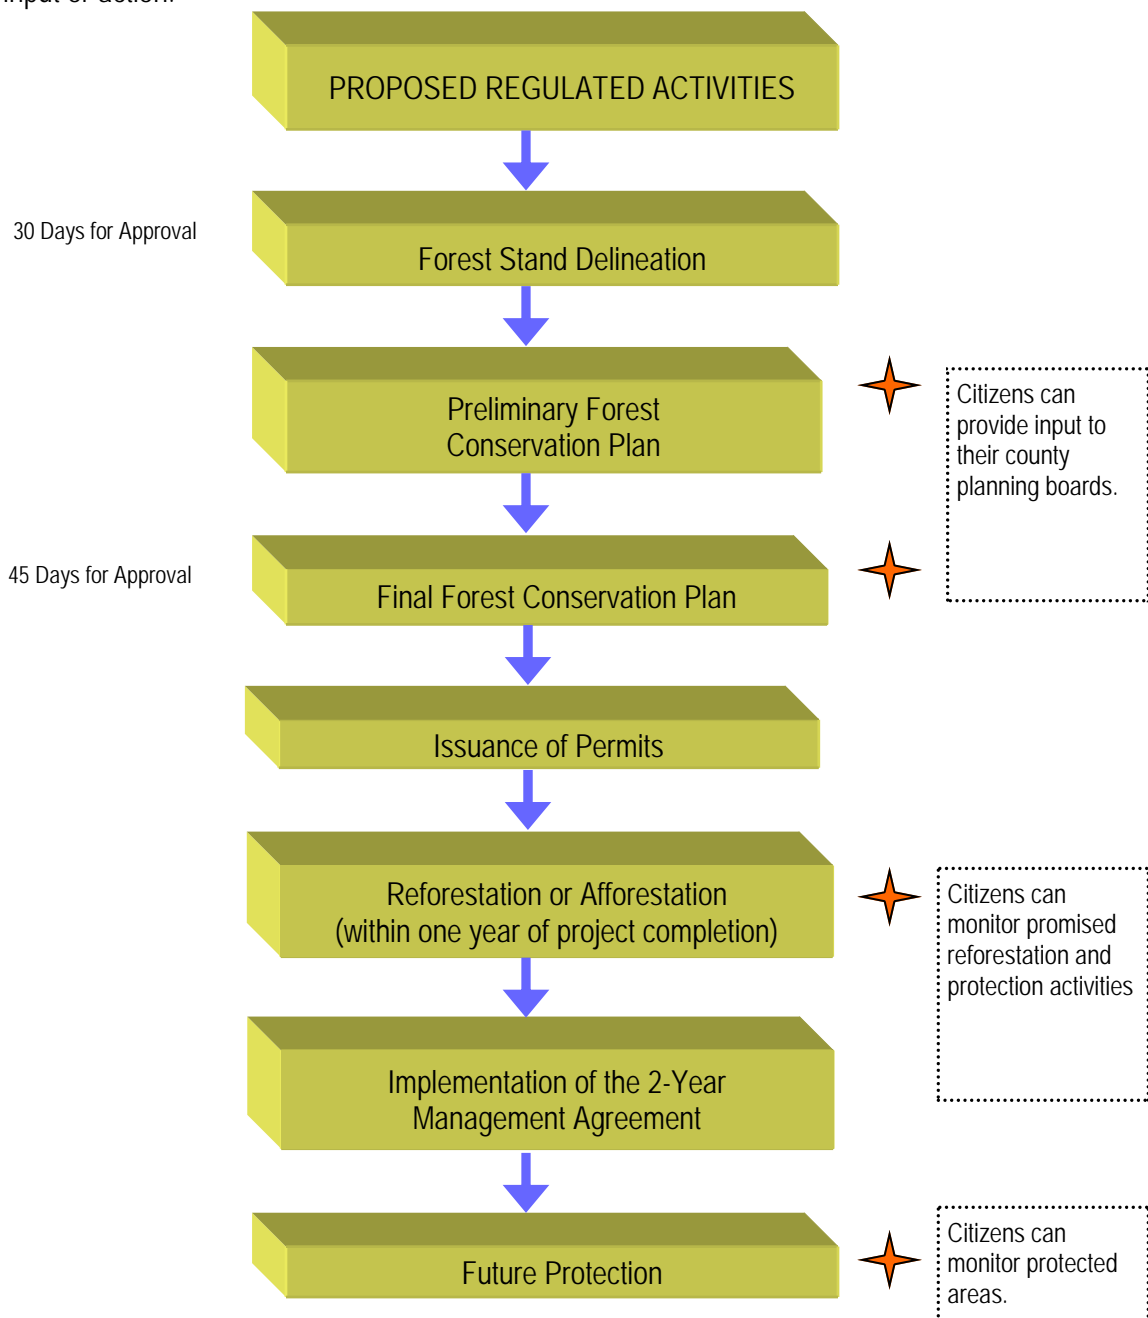 input or action.
PROPOSED REGULATED ACTIVITIES
30 Days for Approval
Forest Stand Delineation
Preliminary Forest
Conservation Plan
Citizens can
provide input to
their county
planning boards.
45 Days for Approval
Final Forest Conservation Plan
Issuance of Permits
Reforestation or Afforestation
(within one year of project completion)
Citizens can
monitor promised
reforestation and
protection activities
Implementation of the 2-Year
Management Agreement
Future Protection
Citizens can
monitor protected
areas.